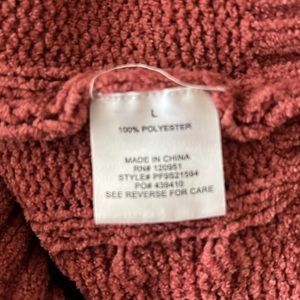 L
100% POLYESTER
MADE IN CHINA
RN# 120951
STYLE# PF9S21594
PO# 439410
SEE REVERSE FOR CARE